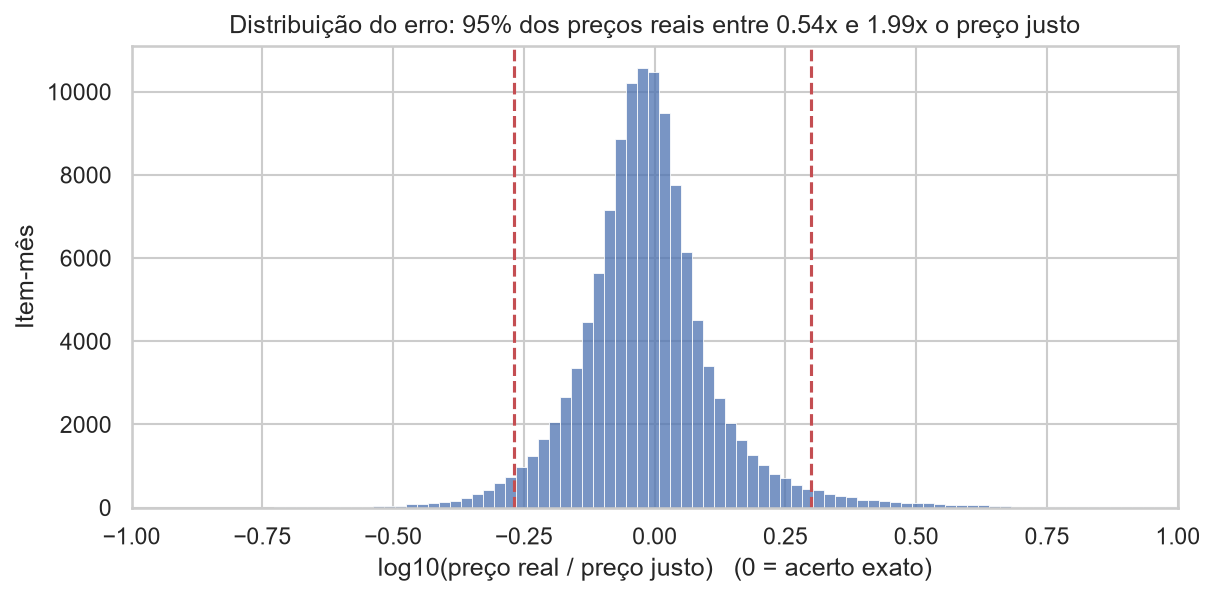 Distribuição do erro: 95% dos preços reais entre 0.54x e 1.99x o preço justo
Item-mês
10000
8000
6000
4000
2000
0
−1.00 −0.75 −0.50 −0.25 0.00 0.25 0.50 0.75 1.00
log10(preço real / preço justo) (0 = acerto exato)